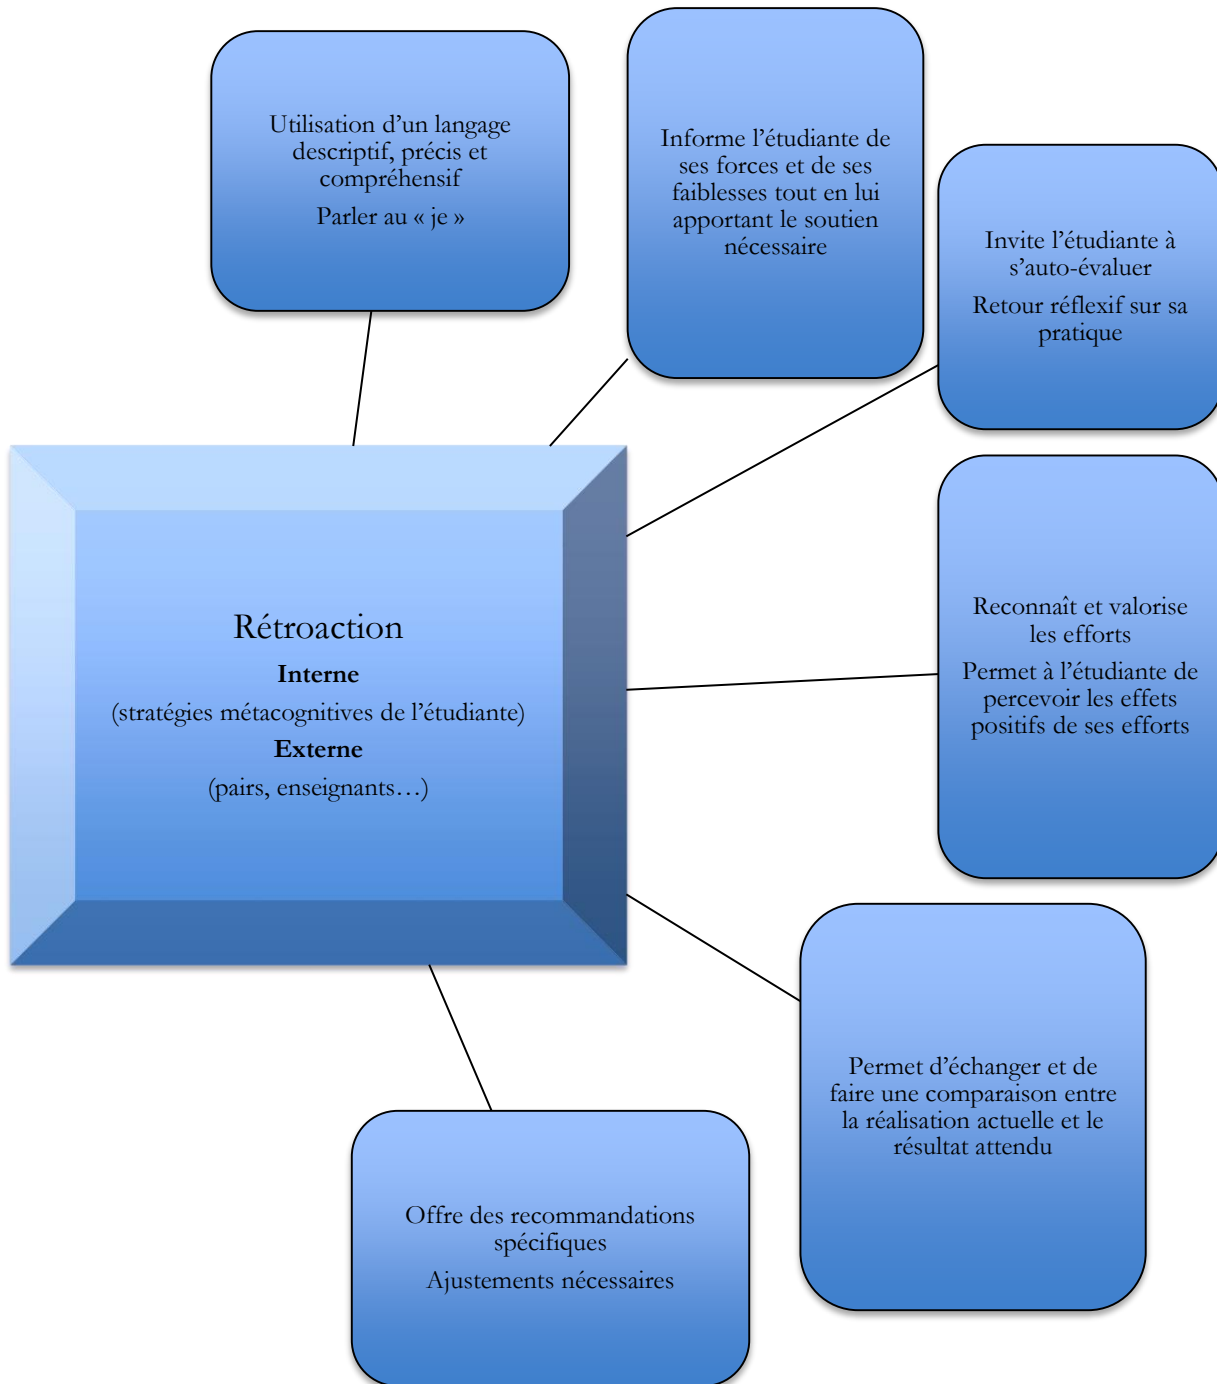 Utilisation d’un langage
descriptif, précis et
compréhensif
Parler au « je »
Informe l’étudiante de
ses forces et de ses
faiblesses tout en lui
apportant le soutien
nécessaire
Invite l’étudiante à
s’auto-évaluer
Retour réflexif sur sa
pratique
Rétroaction
Interne
(stratégies métacognitives de l’étudiante)
Externe
(pairs, enseignants…)
Reconnaît et valorise
les efforts
Permet à l’étudiante de
percevoir les effets
positifs de ses efforts
Permet d’échanger et de
faire une comparaison entre
la réalisation actuelle et le
résultat attendu
Offre des recommandations
spécifiques
Ajustements nécessaires